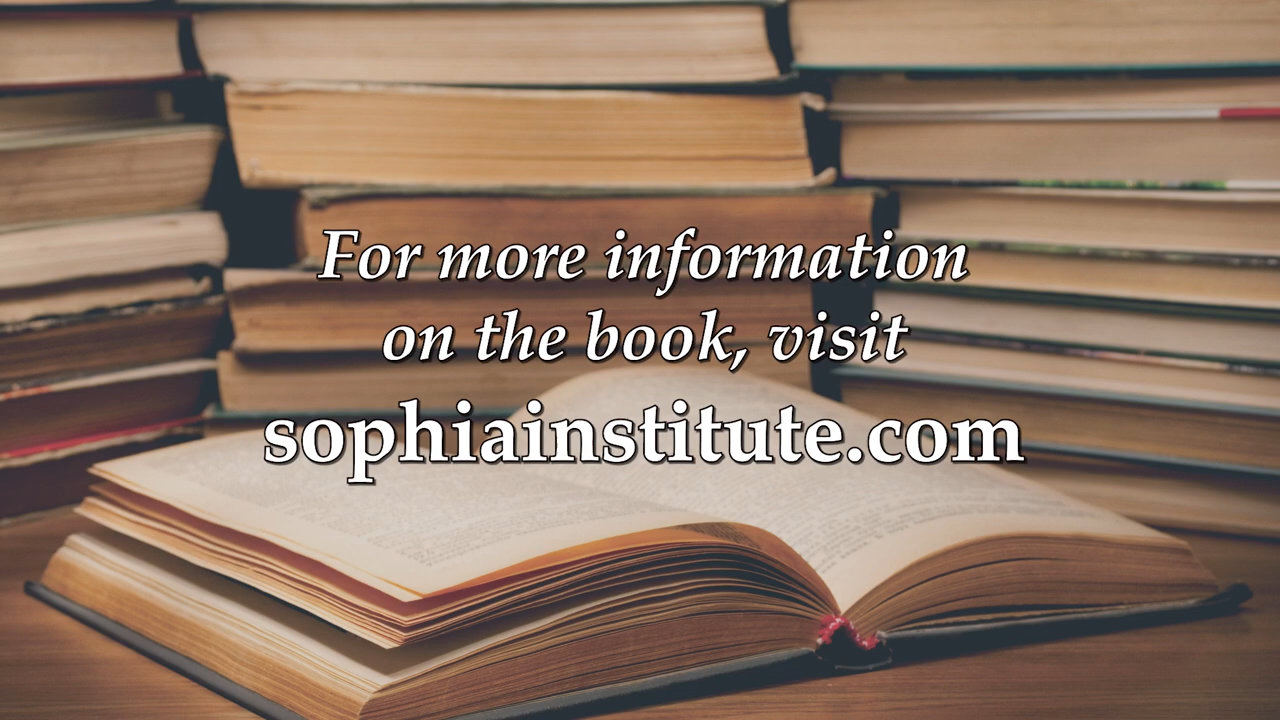 For more information
on the book, visit
sophiainstitute.com